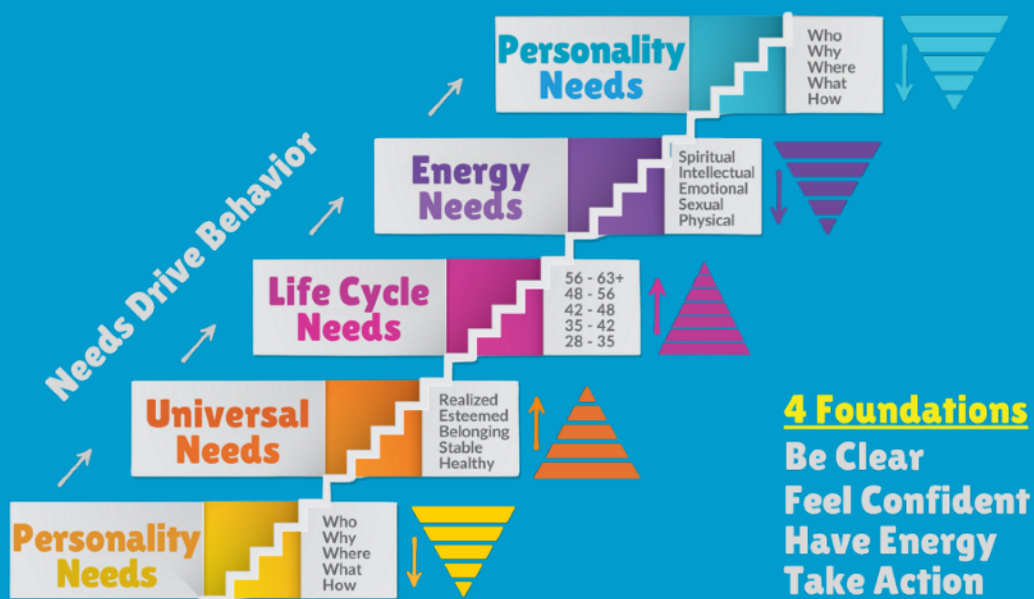 Personality
Needs
Who
Why
Where
What
How
Energy
Needs
Spiritual
Intellectual
Emotional
Sexual
Physical
Needs Drive Behavior
Life Cycle
Needs
56 - 63+
48 - 56
42 - 48
35 - 42
28 - 35
Universal
Needs
Realized
Esteemed
Belonging
Stable
Healthy
Personality
Needs
Who
Why
Where
What
How
4 Foundations
Be Clear
Feel Confident
Have Energy
Take Action